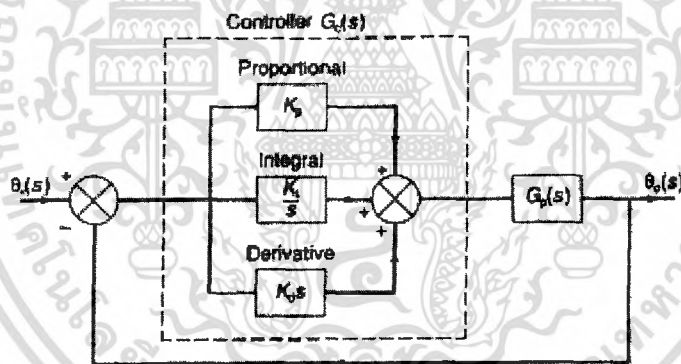 Controller G_c(s)
Proportional
K_p
Integral
θ_i(s)
+
K_i/s
+
+
G_p(s)
θ_o(s)
−
+
Derivative
K_D s